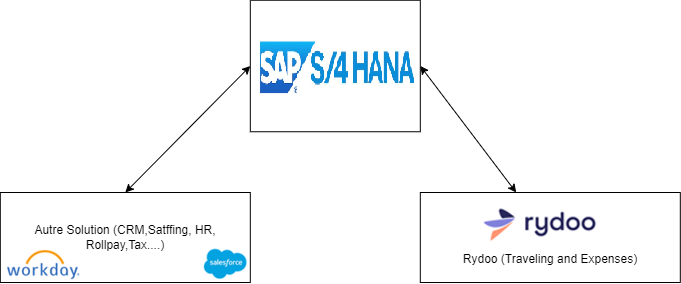 SAP S/4 HANA
Autre Solution (CRM,Satffing, HR,
Rollpay,Tax....)
workday.
salesforce
rydoo
Rydoo (Traveling and Expenses)